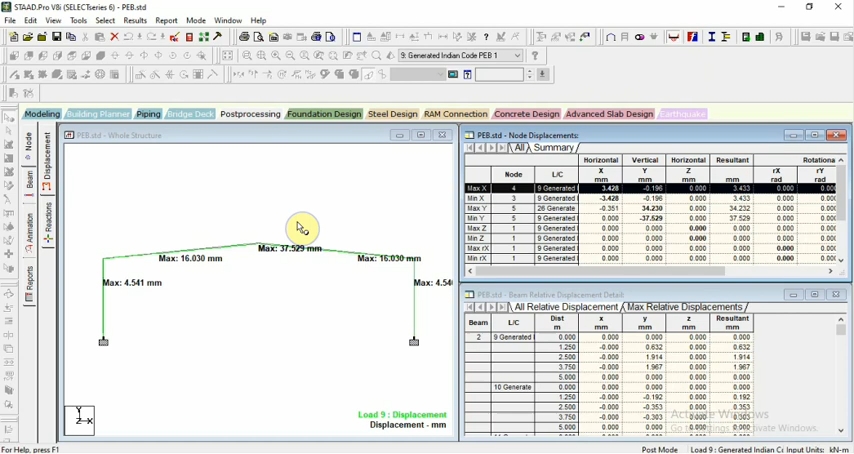 STAAD.Pro V8i (SELECTseries 6) - PEB.std
File Edit View Tools Select Results Report Mode Window Help
9: Generated Indian Code PEB 1
Modeling Building Planner Piping Bridge Deck Postprocessing Foundation Design Steel Design RAM Connection Concrete Design Advanced Slab Design Earthquake
Node
Beam
Animation
Reports
Displacement
Reactions
PEB.std - Whole Structure
Max: 37.529 mm
Max: 16.030 mm
Max: 16.030 mm
Max: 4.541 mm
Max: 4.54
Y
Z X
Load 9 : Displacement
Displacement - mm
PEB.std - Node Displacements:
All Summary
Horizontal Vertical Horizontal Resultant Rotationa
Node L/C X mm Y mm Z mm mm rX rad rY rad
Max X 4 9 Generated 3.428 -0.196 0.000 3.433 0.000 0.000
Min X 3 9 Generated -3.428 -0.196 0.000 3.433 0.000 0.000
Max Y 5 26 Generate -0.351 34.230 0.000 34.232 0.000 0.000
Min Y 5 9 Generated 0.000 -37.529 0.000 37.529 0.000 0.000
Max Z 1 9 Generated 0.000 0.000 0.000 0.000 0.000 0.000
Min Z 1 9 Generated 0.000 0.000 0.000 0.000 0.000 0.000
Max rX 1 9 Generated 0.000 0.000 0.000 0.000 0.000 0.000
Min rX 1 9 Generated 0.000 0.000 0.000 0.000 0.000 0.000
PEB.std - Beam Relative Displacement Detail:
All Relative Displacement Max Relative Displacements
Beam L/C Dist m x mm y mm z mm Resultant mm
2 9 Generated 0.000 0.000 0.000 0.000 0.000
1.250 -0.000 0.632 0.000 0.632
2.500 -0.000 1.914 0.000 1.914
3.750 -0.000 1.967 0.000 1.967
5.000 0.000 0.000 0.000 0.000
10 Generate 0.000 0.000 0.000 0.000 0.000
1.250 -0.000 -0.192 0.000 0.192
2.500 -0.000 -0.353 0.000 0.353
3.750 -0.000 -0.303 0.000 0.303
5.000 0.000 0.000 0.000 0.000
Activate Windows
Go to Settings to activate Windows.
For Help, press F1
Post Mode Load 9 : Generated Indian Co Input Units: kN-m